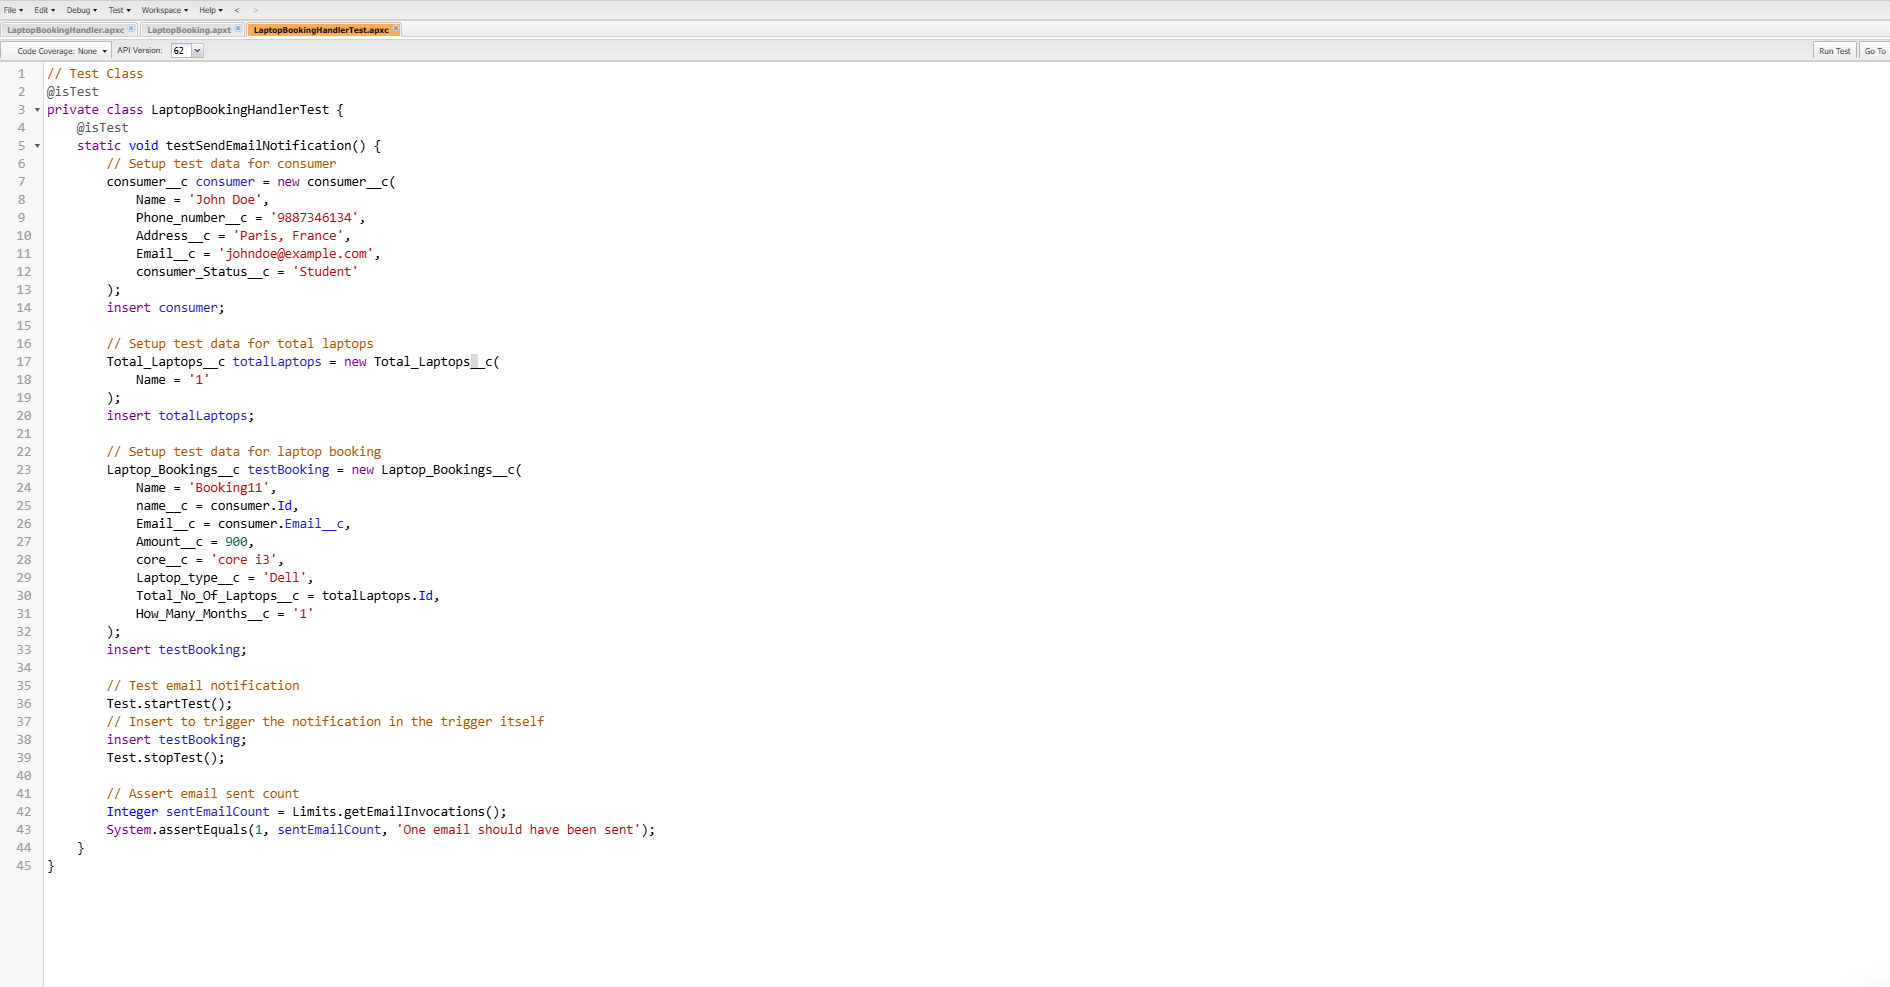 File Edit Debug Test Workspace Help < >
LaptopBookingHandler.apxc LaptopBooking.apxt LaptopBookingHandlerTest.apxc
Code Coverage: None API Version: 62 Run Test Go To
1 // Test Class
2 @isTest
3 private class LaptopBookingHandlerTest {
4 @isTest
5 static void testSendEmailNotification() {
6 // Setup test data for consumer
7 consumer__c consumer = new consumer__c(
8 Name = 'John Doe',
9 Phone_number__c = '9887346134',
10 Address__c = 'Paris, France',
11 Email__c = 'johndoe@example.com',
12 consumer_Status__c = 'Student'
13 );
14 insert consumer;
15
16 // Setup test data for total laptops
17 Total_Laptops__c totalLaptops = new Total_Laptops__c(
18 Name = '1'
19 );
20 insert totalLaptops;
21
22 // Setup test data for laptop booking
23 Laptop_Bookings__c testBooking = new Laptop_Bookings__c(
24 Name = 'Booking11',
25 name__c = consumer.Id,
26 Email__c = consumer.Email__c,
27 Amount__c = 900,
28 core__c = 'core i3',
29 Laptop_type__c = 'Dell',
30 Total_No_Of_Laptops__c = totalLaptops.Id,
31 How_Many_Months__c = '1'
32 );
33 insert testBooking;
34
35 // Test email notification
36 Test.startTest();
37 // Insert to trigger the notification in the trigger itself
38 insert testBooking;
39 Test.stopTest();
40
41 // Assert email sent count
42 Integer sentEmailCount = Limits.getEmailInvocations();
43 System.assertEquals(1, sentEmailCount, 'One email should have been sent');
44 }
45 }